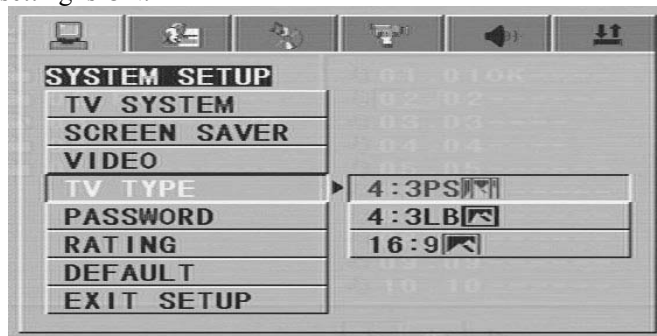 SYSTEM SETUP
TV SYSTEM
SCREEN SAVER
VIDEO
TV TYPE
4:3PS
PASSWORD
4:3LB
RATING
16:9
DEFAULT
EXIT SETUP